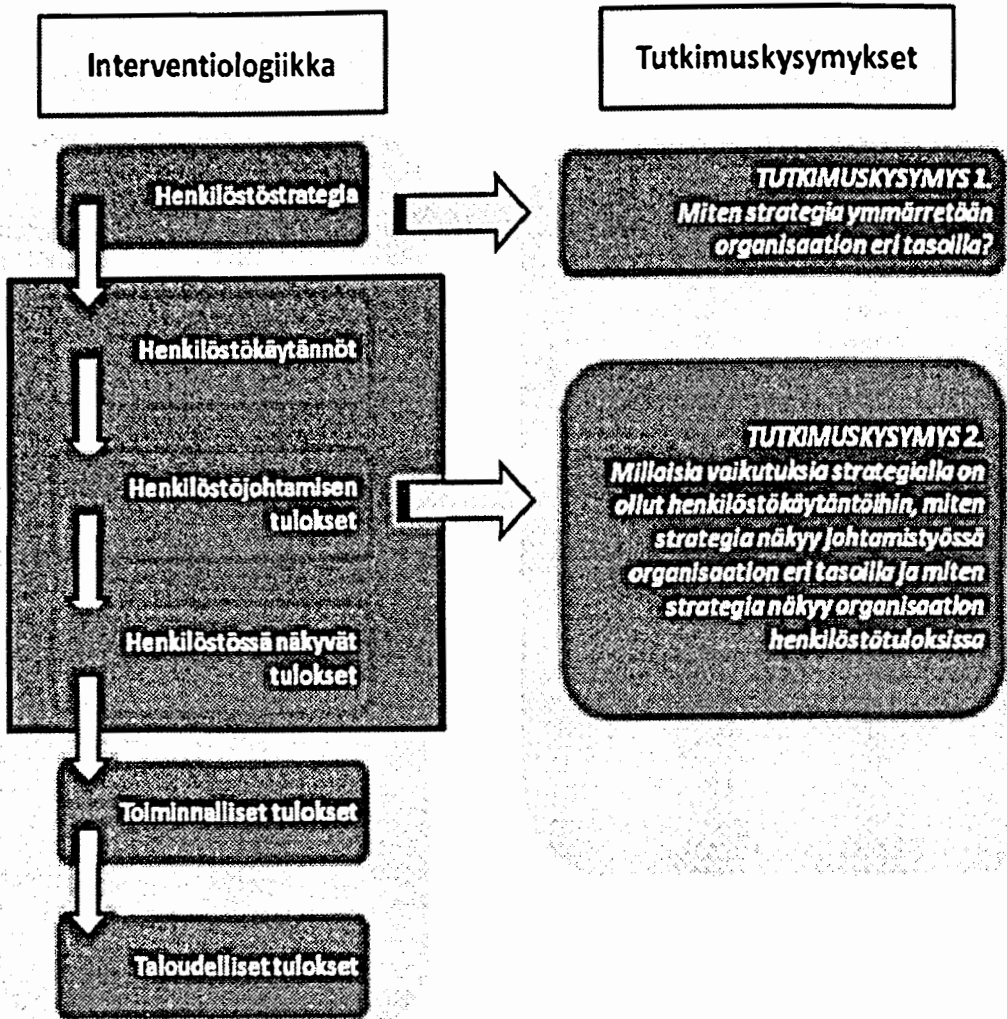 Interventiologiikka
Henkilöstöstrategia
Henkilöstökäytännöt
Henkilöstöjohtamisen
tulokset
Henkilöstössä näkyvät
tulokset
Toiminnalliset tulokset
Taloudelliset tulokset
Tutkimuskysymykset
TUTKIMUSKYSYMYS 1.
Miten strategia ymmärretään
organisaation eri tasoilla?
TUTKIMUSKYSYMYS 2.
Millaisia vaikutuksia strategialla on
ollut henkilöstökäytäntöihin, miten
strategia näkyy johtamistyössä
organisaation eri tasoilla ja miten
strategia näkyy organisaation
henkilöstötuloksissa